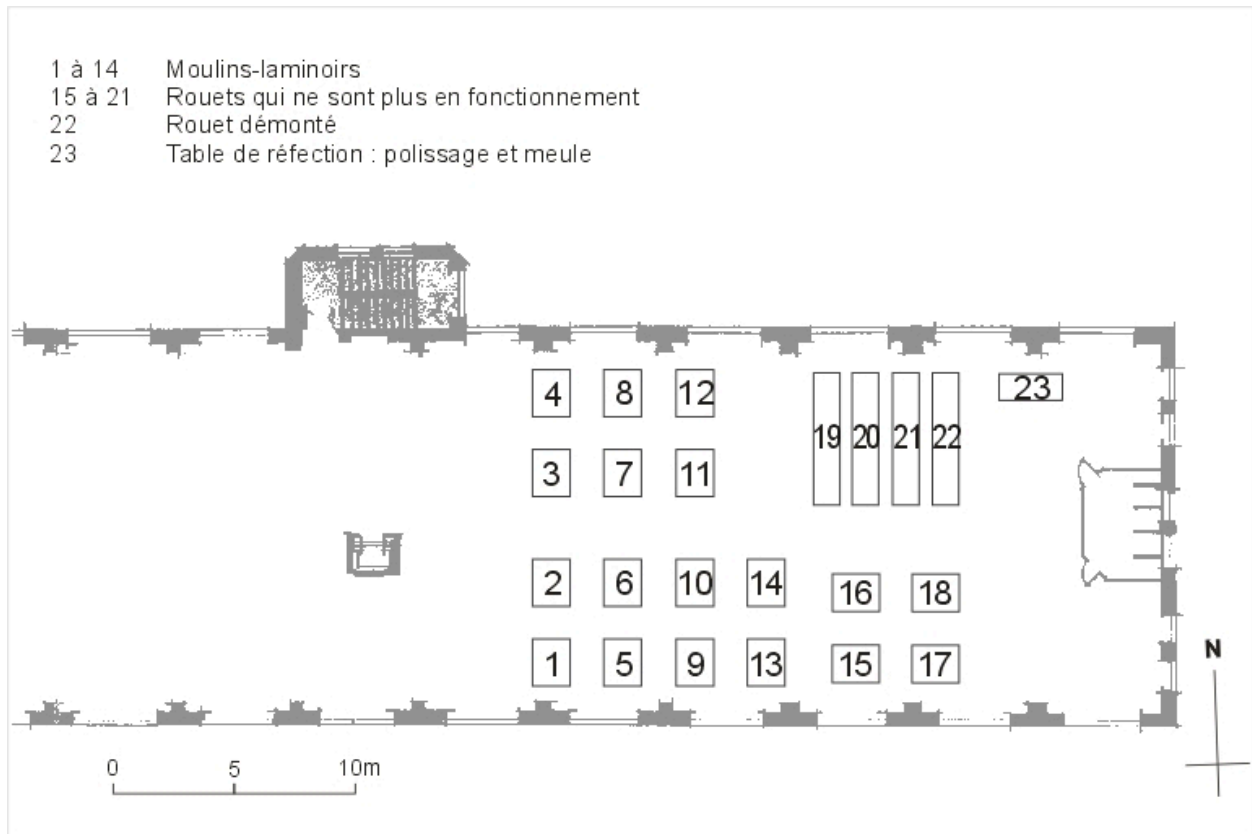 1 à 14 Moulins-laminoirs
15 à 21 Rouets qui ne sont plus en fonctionnement
22 Rouet démonté
23 Table de réfection : polissage et meule
4 8 12 23
19 20 21 22
3 7 11
2 6 10 14 16 18
1 5 9 13 15 17
N
0 5 10m